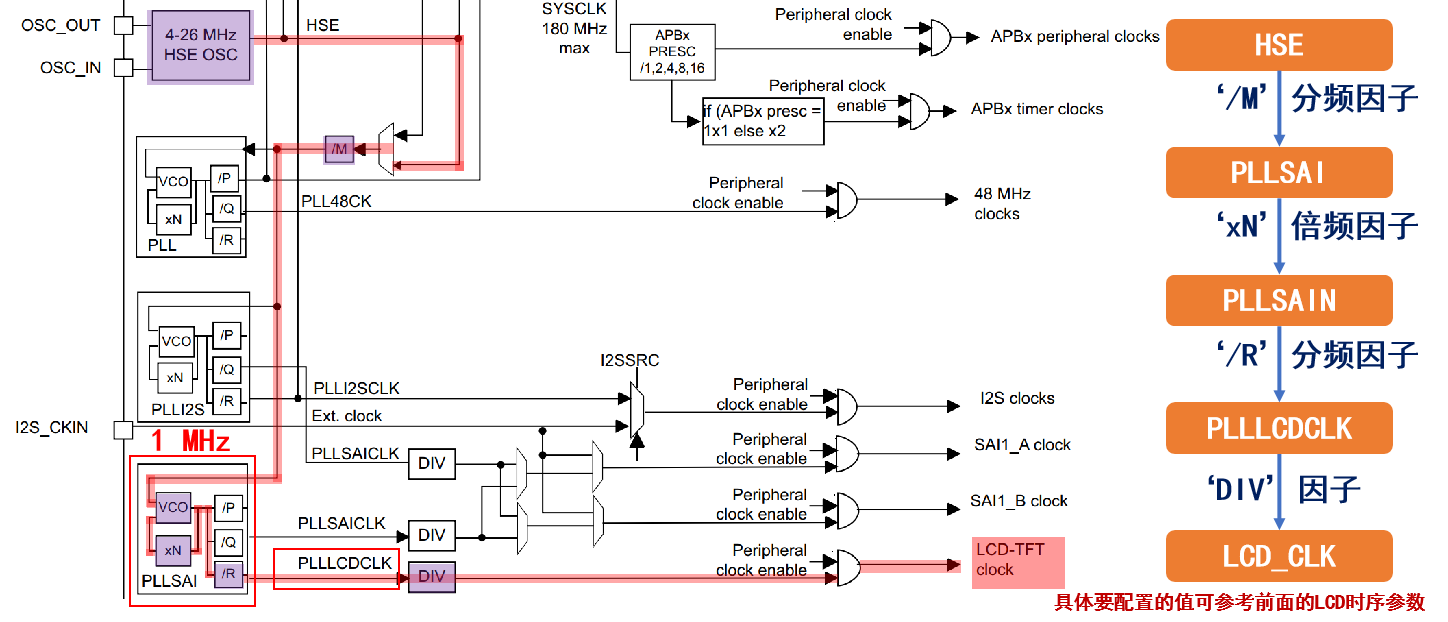 OSC_OUT
OSC_IN
4-26 MHz
HSE OSC
HSE
/M
VCO
xN
/P
/Q
/R
PLL
PLL48CK
VCO
xN
/P
/Q
/R
PLLI2S
PLLI2SCLK
I2SSRC
I2S_CKIN
Ext. clock
1 MHz
PLLSAICLK
DIV
VCO
xN
/P
/Q
/R
PLLSAI
PLLSAICLK
DIV
PLLLCDCLK
DIV
SYSCLK
180 MHz
max
APBx
PRESC
/1,2,4,8,16
Peripheral clock
enable
APBx peripheral clocks
if (APBx presc =
1x1 else x2
Peripheral clock
enable
APBx timer clocks
Peripheral
clock enable
48 MHz
clocks
Peripheral
clock enable
I2S clocks
Peripheral
clock enable
SAI1_A clock
Peripheral
clock enable
SAI1_B clock
Peripheral
clock enable
LCD-TFT
clock
HSE
‘/M’ 分频因子
PLLSAI
‘xN’ 倍频因子
PLLSAIN
‘/R’ 分频因子
PLLLCDCLK
‘DIV’ 因子
LCD_CLK
具体要配置的值可参考前面的LCD时序参数